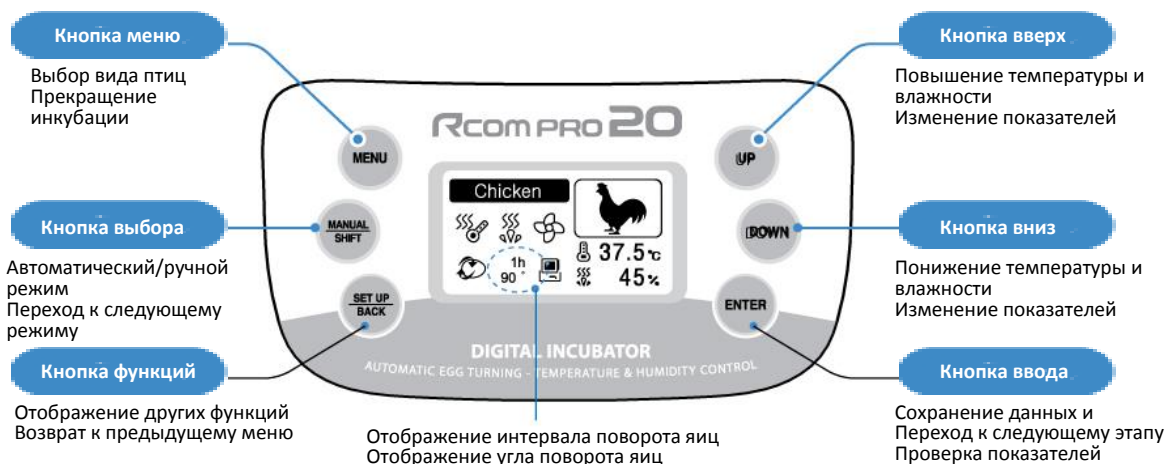 Кнопка меню
Выбор вида птиц
Прекращение
инкубации
Кнопка выбора
Автоматический/ручной
режим
Переход к следующему
режиму
Кнопка функций
Отображение других функций
Возврат к предыдущему меню
Rcom PRO 20
MENU
MANUAL
SHIFT
SET UP
BACK
Chicken
1h
90°
37.5℃
45%
UP
DOWN
ENTER
DIGITAL INCUBATOR
AUTOMATIC EGG TURNING - TEMPERATURE & HUMIDITY CONTROL
Отображение интервала поворота яиц
Отображение угла поворота яиц
Кнопка вверх
Повышение температуры и
влажности
Изменение показателей
Кнопка вниз
Понижение температуры и
влажности
Изменение показателей
Кнопка ввода
Сохранение данных и
Переход к следующему этапу
Проверка показателей